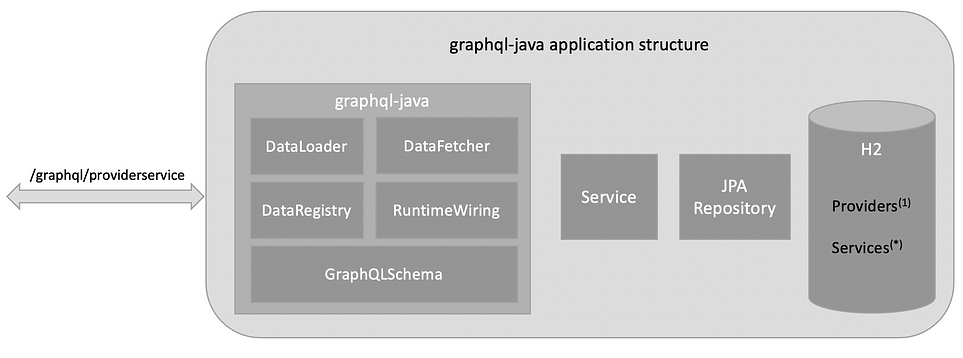 graphql-java application structure
/graphql/providerservice
graphql-java
DataLoader
DataFetcher
DataRegistry
RuntimeWiring
GraphQLSchema
Service
JPA
Repository
H2
Providers(1)
Services(*)